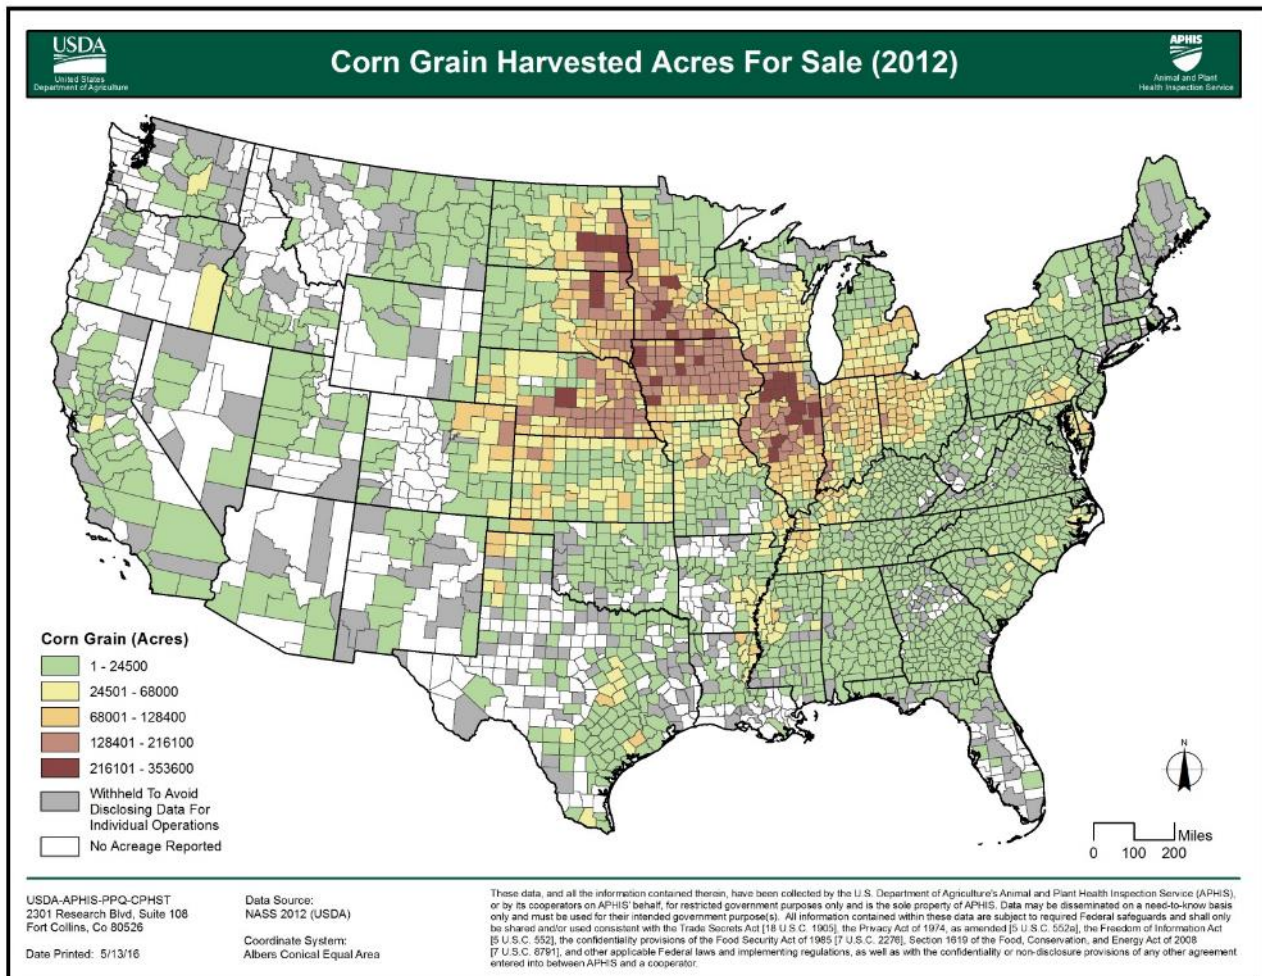 USDA
United States
Department of Agriculture
Corn Grain Harvested Acres For Sale (2012)
APHIS
Animal and Plant
Health Inspection Service
Corn Grain (Acres)
1 - 24500
24501 - 68000
68001 - 128400
128401 - 216100
216101 - 353600
Withheld To Avoid
Disclosing Data For
Individual Operations
No Acreage Reported
N
Miles
0 100 200
USDA-APHIS-PPQ-CPHST
2301 Research Blvd, Suite 108
Fort Collins, Co 80526
Date Printed: 5/13/16
Data Source:
NASS 2012 (USDA)
Coordinate System:
Albers Conical Equal Area
These data, and all the information contained therein, have been collected by the U.S. Department of Agriculture's Animal and Plant Health Inspection Service (APHIS),
or by its cooperators on APHIS' behalf, for restricted government purposes only and is the sole property of APHIS. Data may be disseminated on a need-to-know basis
only and must be used for their intended government purpose(s). All information contained within these data are subject to required Federal safeguards and shall only
be shared and/or used consistent with the Trade Secrets Act [18 U.S.C. 1905], the Privacy Act of 1974, as amended [5 U.S.C. 552a], the Freedom of Information Act
[5 U.S.C. 552], the confidentiality provisions of the Food Security Act of 1985 [7 U.S.C. 2276], Section 1619 of the Food, Conservation, and Energy Act of 2008
[7 U.S.C. 8791], and other applicable Federal laws and implementing regulations, as well as with the confidentiality or non-disclosure provisions of any other agreement
entered into between APHIS and a cooperator.